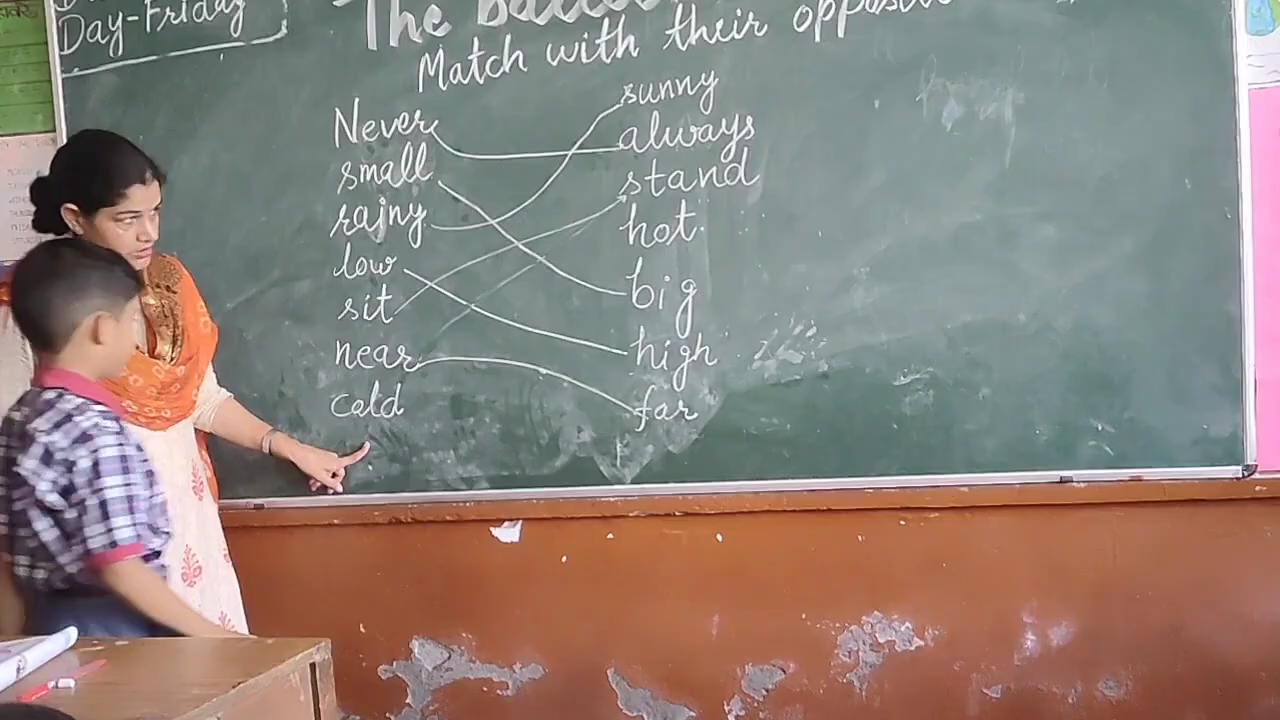 Day-Friday
The
Match with their opposite
Never
small
rainy
low
sit
near
cold
sunny
always
stand
hot.
big
high
far